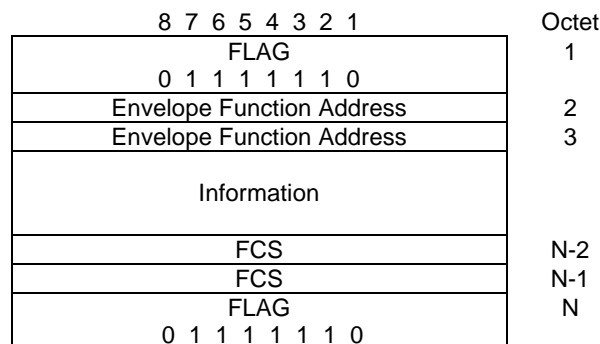 8 7 6 5 4 3 2 1 Octet
FLAG 1
0 1 1 1 1 1 1 0
Envelope Function Address 2
Envelope Function Address 3
Information
FCS N-2
FCS N-1
FLAG N
0 1 1 1 1 1 1 0